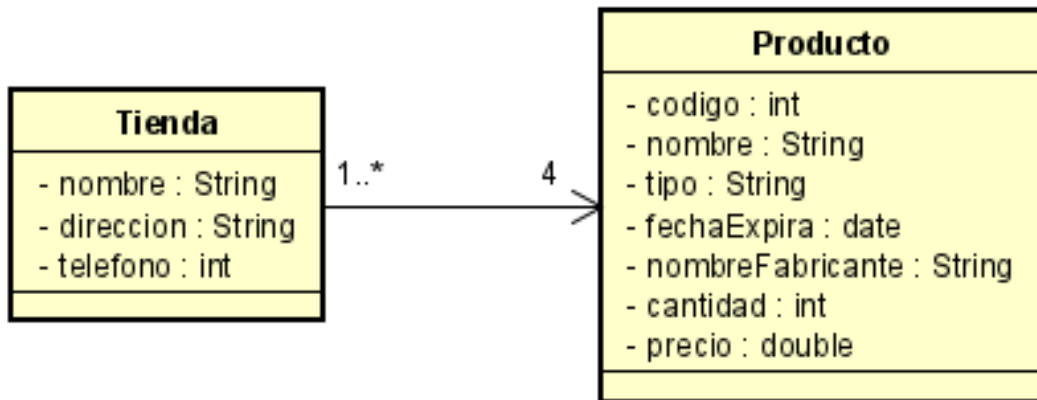 Tienda
- nombre : String
- direccion : String
- telefono : int
1..*
4
Producto
- codigo : int
- nombre : String
- tipo : String
- fechaExpira : date
- nombreFabricante : String
- cantidad : int
- precio : double